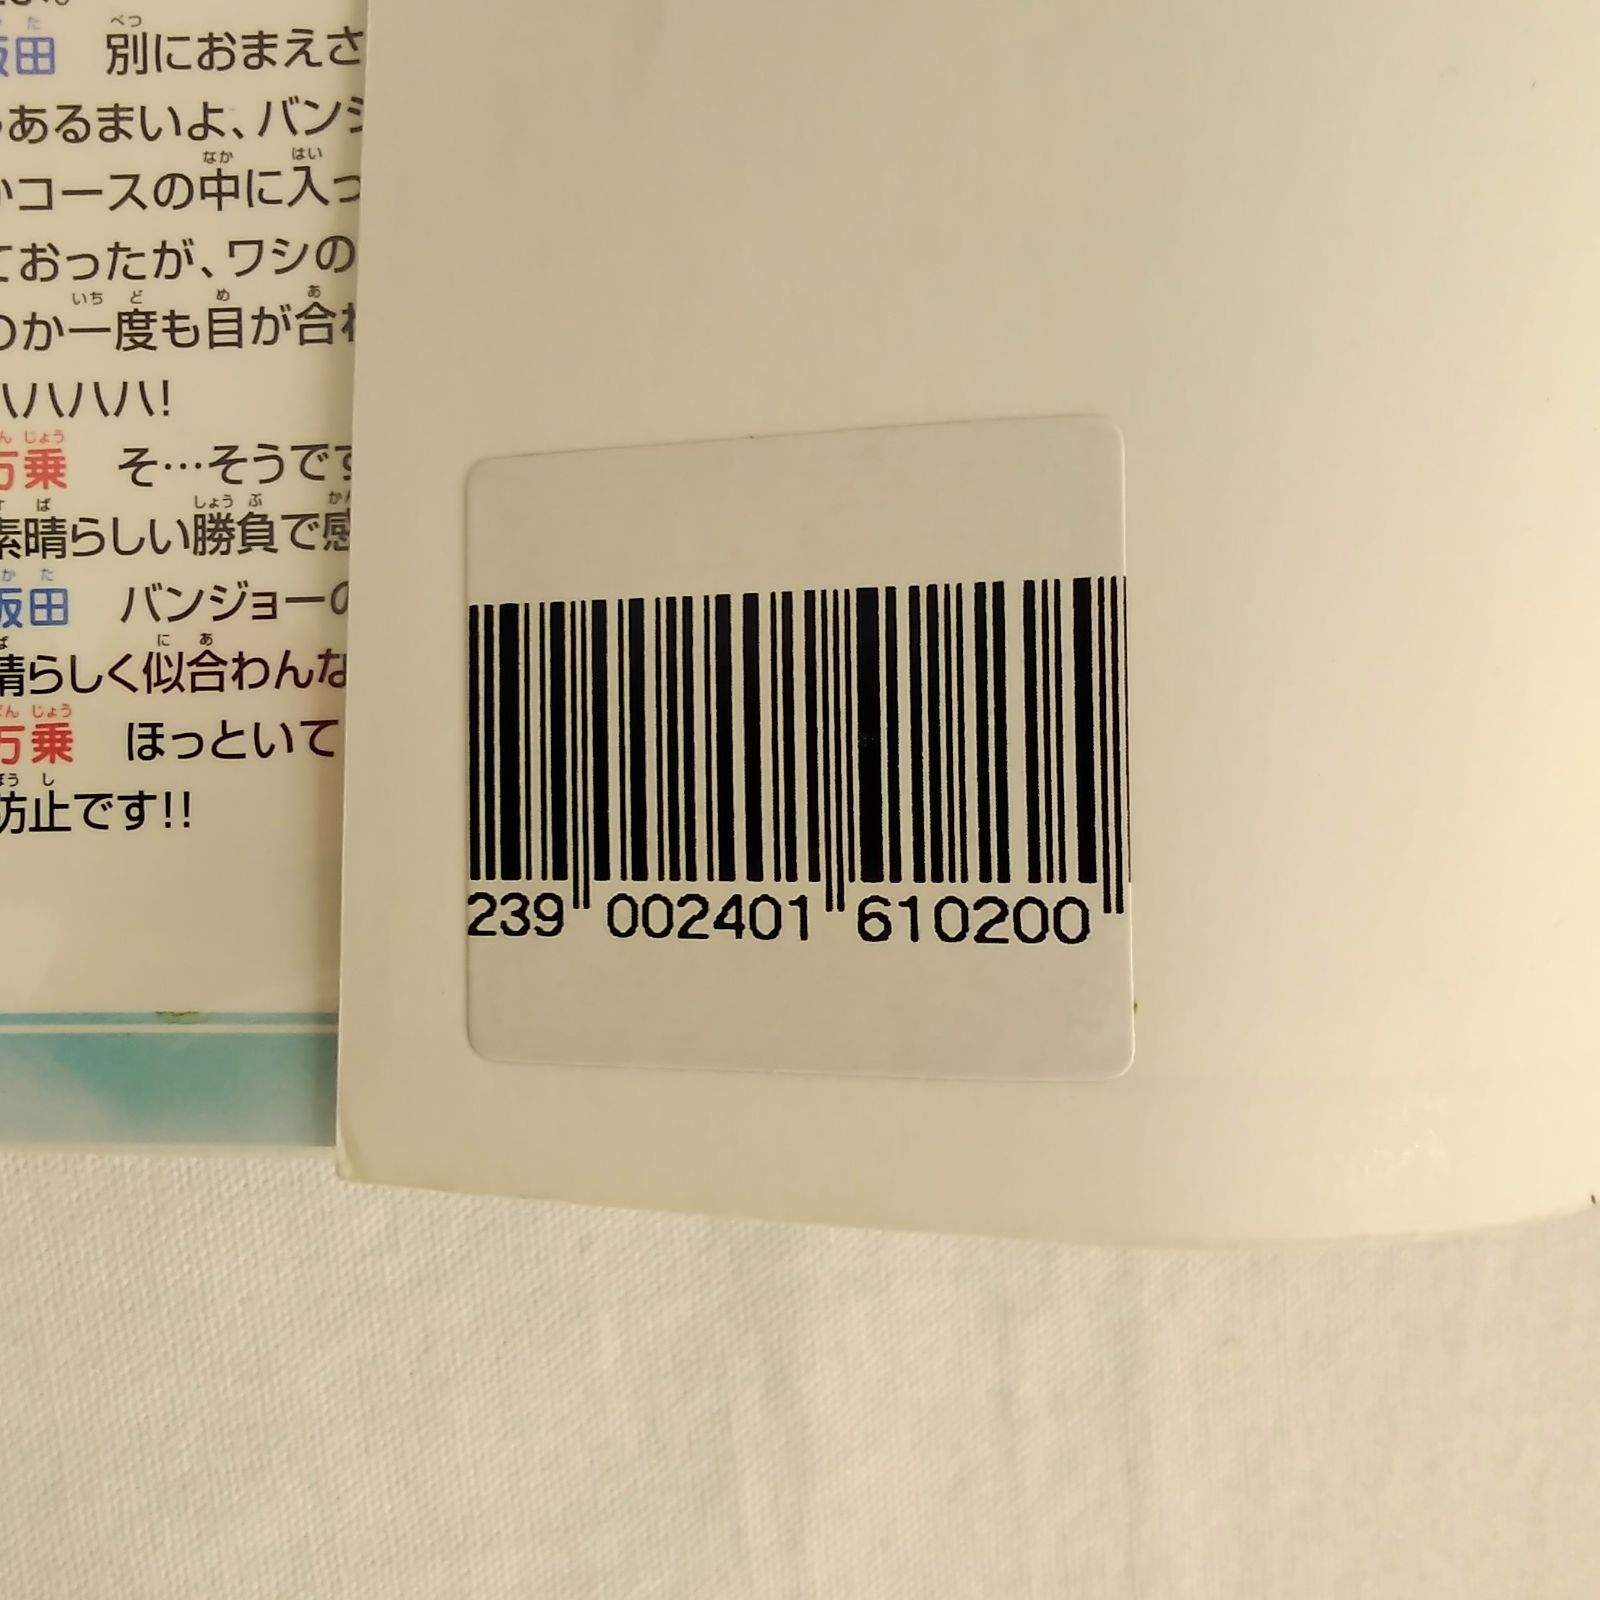 田　別におまえさ
あるまいよ、バンジ
コースの中に入っ
ておったが、ワシの
のか一度も目が合わ
ハハハハ!
万乗　そ…そうです
素晴らしい勝負で感
坂田　バンジョーの
晴らしく似合わんな
万乗　ほっといて
防止です!!
239 002401 610200